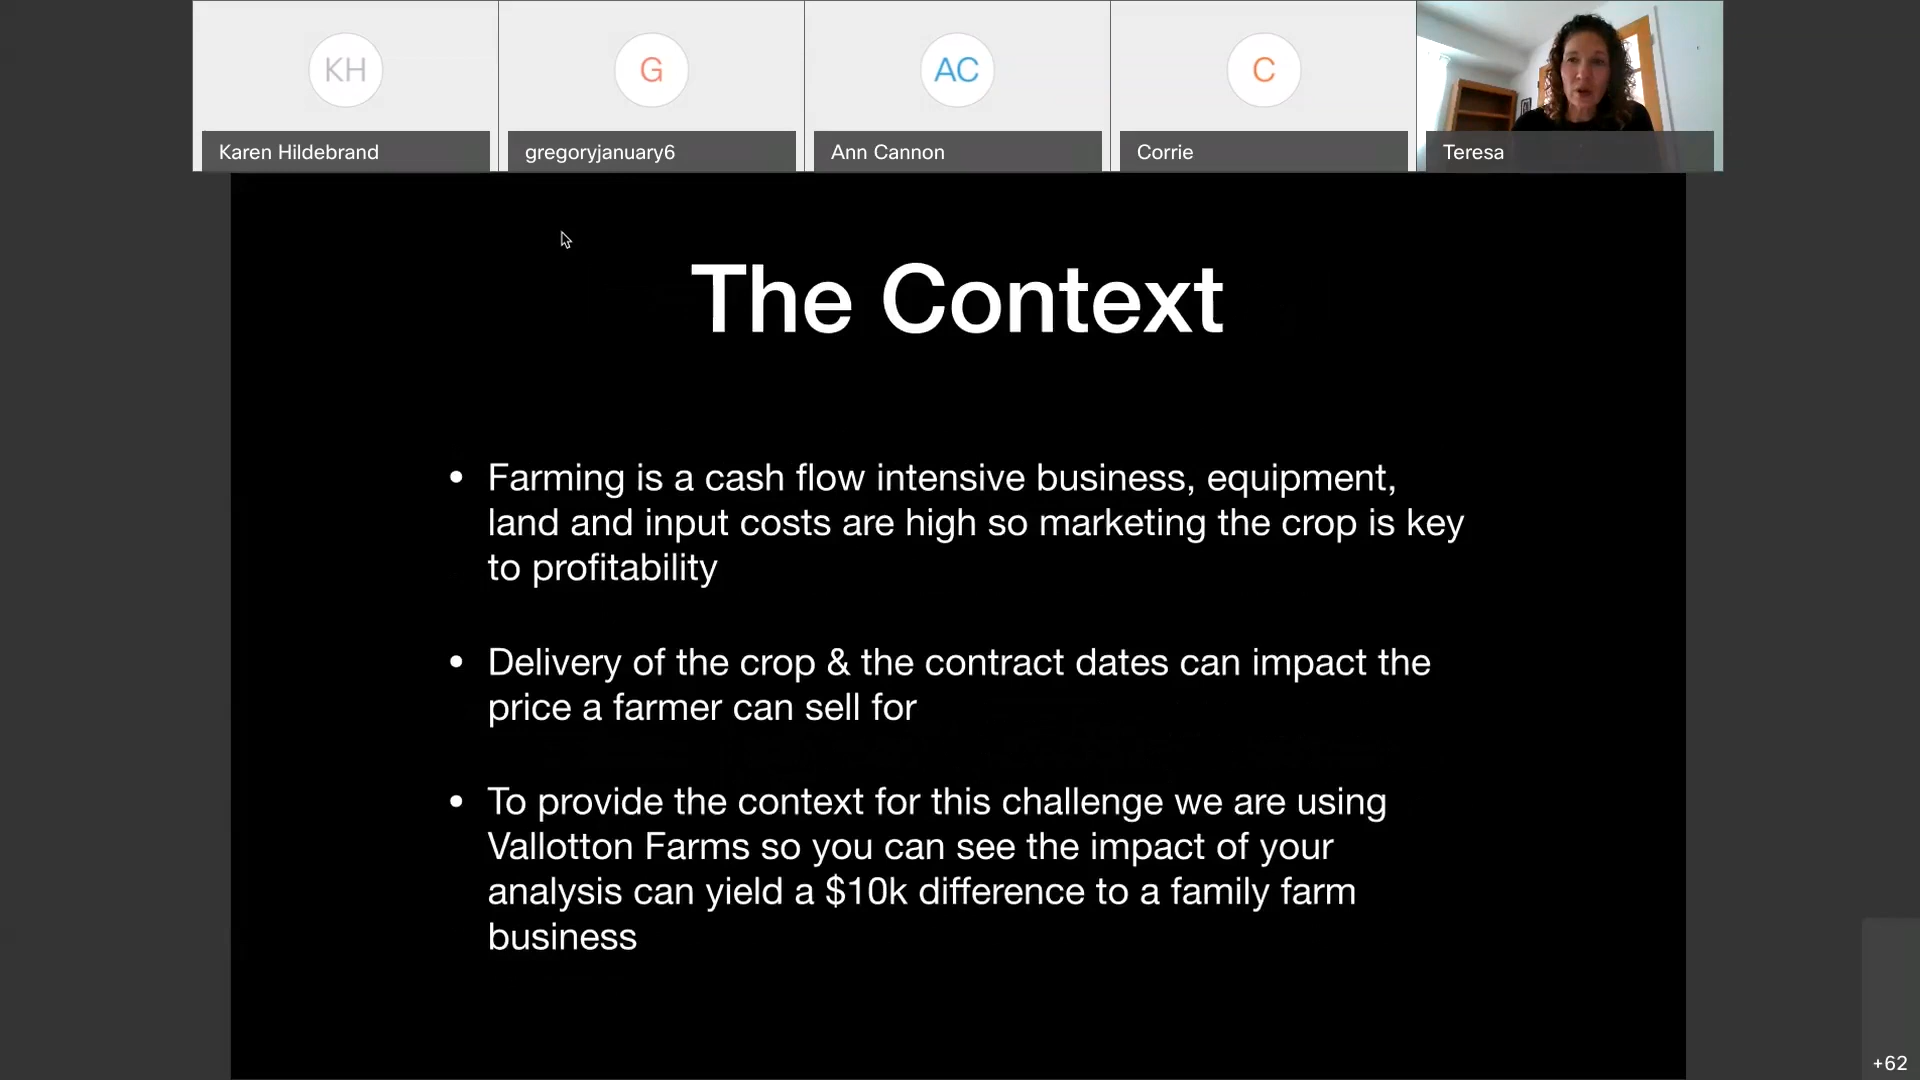 KH
G
AC
C
Karen Hildebrand
gregoryjanuary6
Ann Cannon
Corrie
Teresa
The Context
• Farming is a cash flow intensive business, equipment,
land and input costs are high so marketing the crop is key
to profitability
• Delivery of the crop & the contract dates can impact the
price a farmer can sell for
• To provide the context for this challenge we are using
Vallotton Farms so you can see the impact of your
analysis can yield a $10k difference to a family farm
business
+62